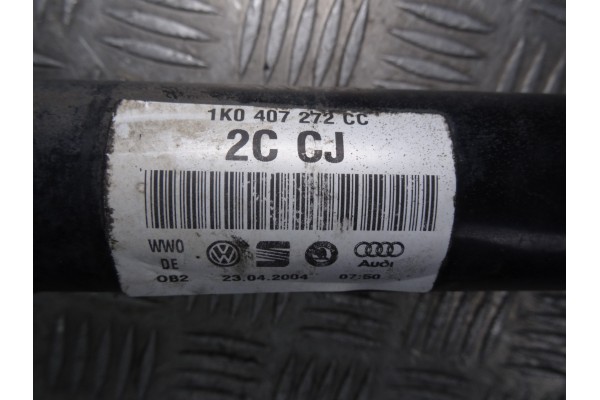 1K0 407 272 CC
2C CJ
WWO
DE
Audi
OB2 23.04.2004 07:50